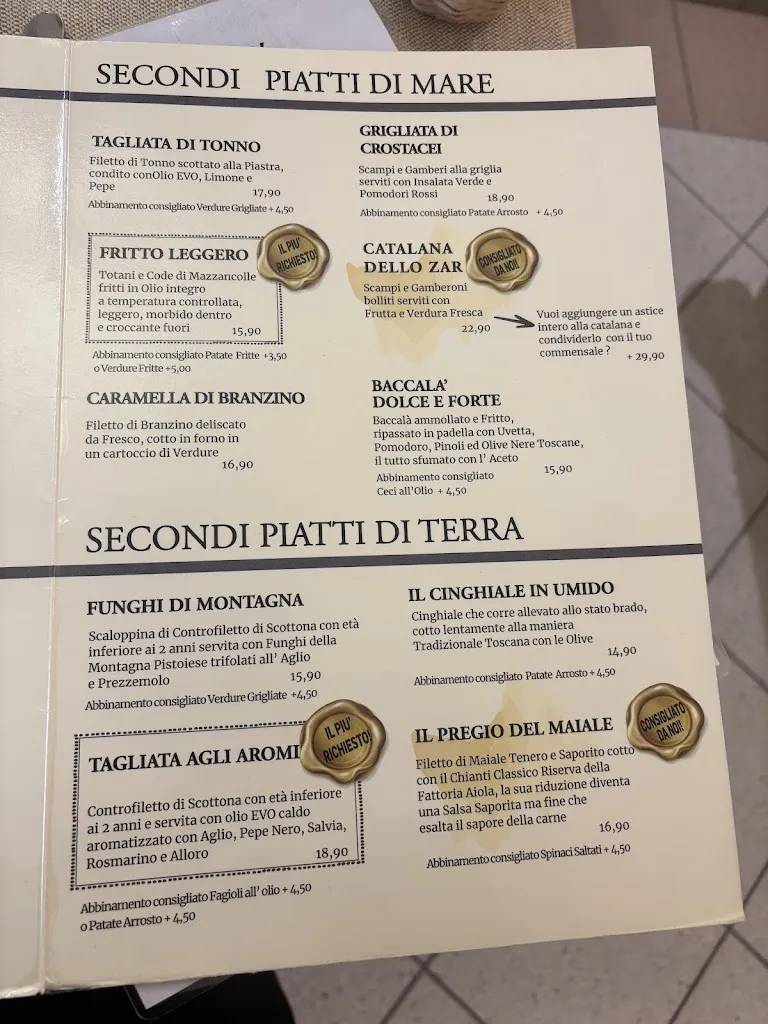 SECONDI PIATTI DI MARE
TAGLIATA DI TONNO
Filetto di Tonno scottato alla Piastra,
condito conOlio EVO, Limone e
Pepe
17,90
Abbinamento consigliato Verdure Grigliate + 4,50
GRIGLIATA DI
CROSTACEI
Scampi e Gamberi alla griglia
serviti con Insalata Verde e
Pomodori Rossi
18,90
Abbinamento consigliato Patate Arrosto + 4,50
FRITTO LEGGERO
IL PIU'
RICHIESTO!
Totani e Code di Mazzancolle
fritti in Olio integro
a temperatura controllata,
leggero, morbido dentro
e croccante fuori
15,90
Abbinamento consigliato Patate Fritte +3,50
o Verdure Fritte +5,00
CATALANA
DELLO ZAR
CONSIGLIATO
DA NOI!
Scampi e Gamberoni
bolliti serviti con
Frutta e Verdura Fresca
22,90
Vuoi aggiungere un astice
intero alla catalana e
condividerlo con il tuo
commensale ?
+ 29,90
CARAMELLA DI BRANZINO
Filetto di Branzino deliscato
da Fresco, cotto in forno in
un cartoccio di Verdure
16,90
BACCALA'
DOLCE E FORTE
Baccalà ammollato e Fritto,
ripassato in padella con Uvetta,
Pomodoro, Pinoli ed Olive Nere Toscane,
il tutto sfumato con l' Aceto
15,90
Abbinamento consigliato
Ceci all'Olio + 4,50
SECONDI PIATTI DI TERRA
FUNGHI DI MONTAGNA
Scaloppina di Controfiletto di Scottona con età
inferiore ai 2 anni servita con Funghi della
Montagna Pistoiese trifolati all' Aglio
e Prezzemolo
15,90
Abbinamento consigliato Verdure Grigliate +4,50
IL CINGHIALE IN UMIDO
Cinghiale che corre allevato allo stato brado,
cotto lentamente alla maniera
Tradizionale Toscana con le Olive
14,90
Abbinamento consigliato Patate Arrosto + 4,50
TAGLIATA AGLI AROMI
IL PIU'
RICHIESTO!
Controfiletto di Scottona con età inferiore
ai 2 anni e servita con olio EVO caldo
aromatizzato con Aglio, Pepe Nero, Salvia,
Rosmarino e Alloro
18,90
Abbinamento consigliato Fagioli all' olio + 4,50
o Patate Arrosto + 4,50
IL PREGIO DEL MAIALE
CONSIGLIATO
DA NOI!
Filetto di Maiale Tenero e Saporito cotto
con il Chianti Classico Riserva della
Fattoria Aiola, la sua riduzione diventa
una Salsa Saporita ma fine che
esalta il sapore della carne
16,90
Abbinamento consigliato Spinaci Saltati + 4,50